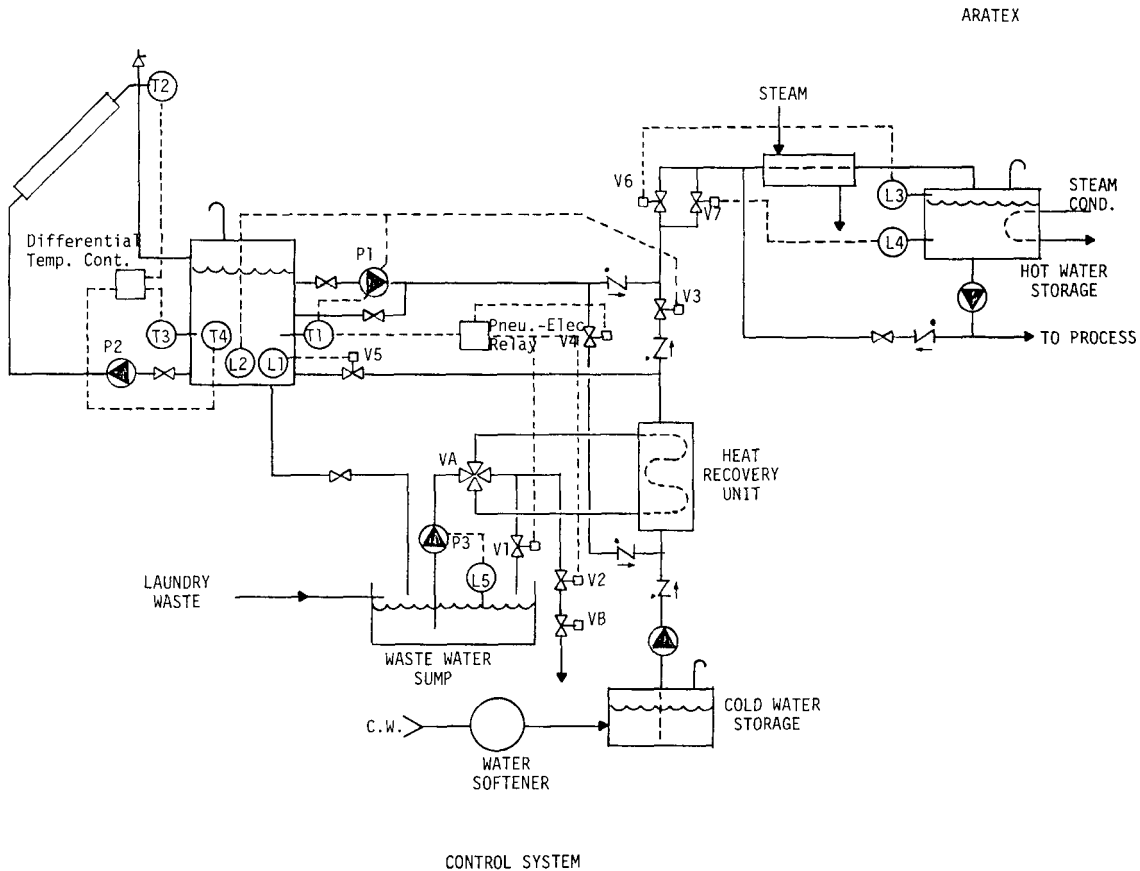 ARATEX
STEAM
T2
V6
V7
L3
L4
STEAM
COND.
HOT WATER
STORAGE
Differential
Temp. Cont.
P1
V3
T3
T4
T1
Pneu.-Elec
Relay
V4
TO PROCESS
P2
L2
L1
V5
VA
HEAT
RECOVERY
UNIT
P3
V1
L5
V2
VB
LAUNDRY
WASTE
WASTE WATER
SUMP
COLD WATER
STORAGE
C.W.
WATER
SOFTENER
CONTROL SYSTEM